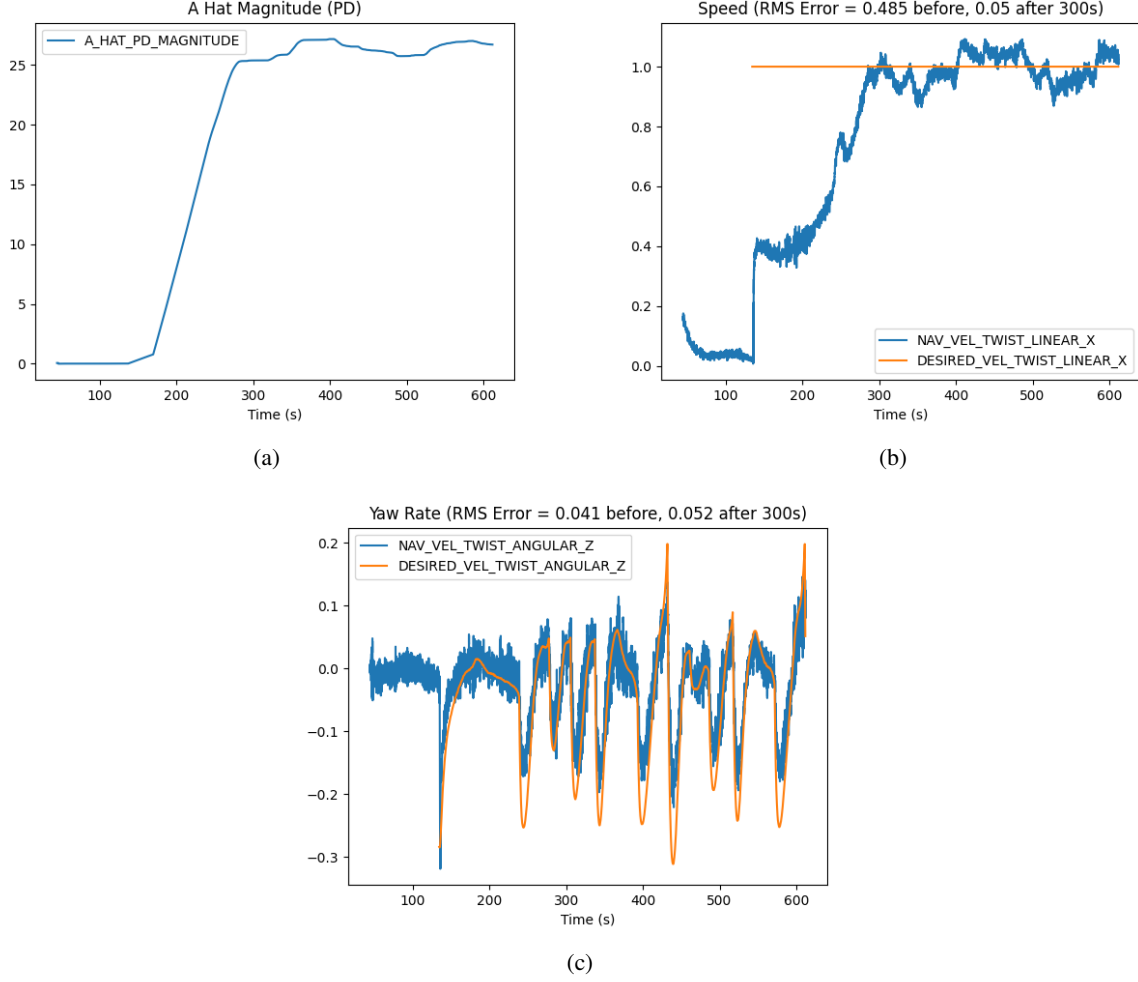 A Hat Magnitude (PD)
A_HAT_PD_MAGNITUDE
25
20
15
10
5
0
100 200 300 400 500 600
Time (s)
(a)
Speed (RMS Error = 0.485 before, 0.05 after 300s)
1.0
0.8
0.6
0.4
0.2
0.0
NAV_VEL_TWIST_LINEAR_X
DESIRED_VEL_TWIST_LINEAR_X
100 200 300 400 500 600
Time (s)
(b)
Yaw Rate (RMS Error = 0.041 before, 0.052 after 300s)
NAV_VEL_TWIST_ANGULAR_Z
DESIRED_VEL_TWIST_ANGULAR_Z
0.2
0.1
0.0
−0.1
−0.2
−0.3
100 200 300 400 500 600
Time (s)
(c)